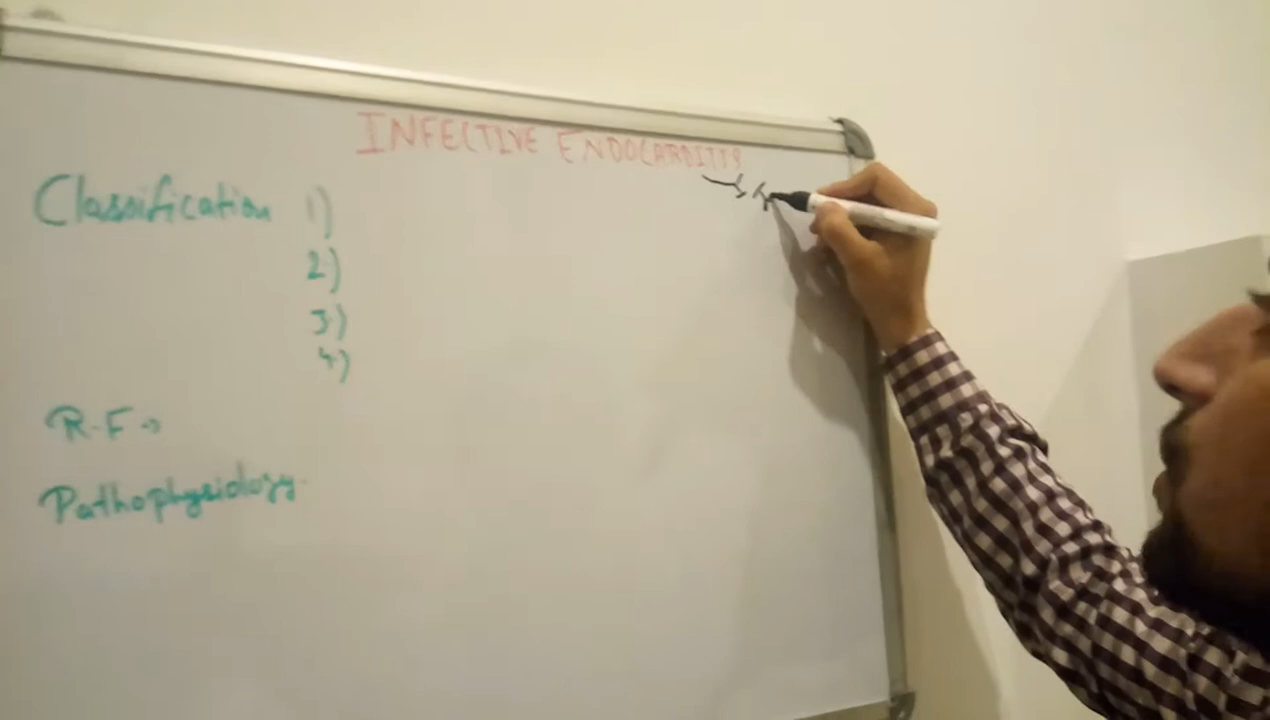 INFECTIVE ENDOCARDITIS
Classification 1)
2)
3)
4)
R.F →
Pathophysiology